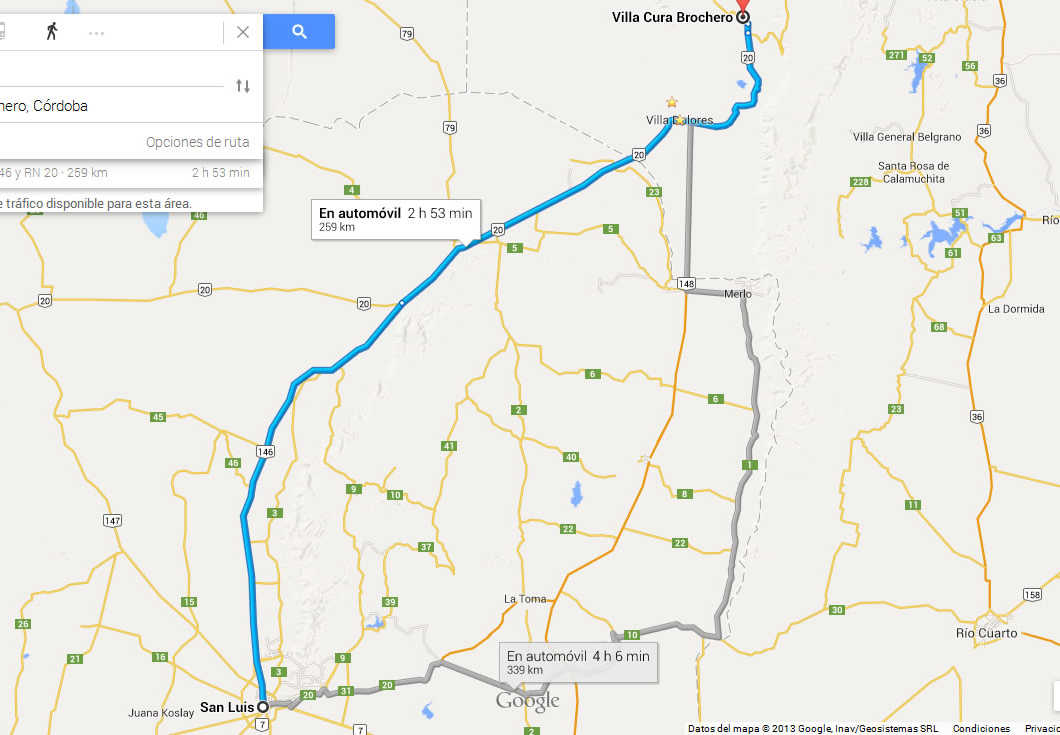 Villa Cura Brochero
nero, Córdoba
Opciones de ruta
46 y RN 20 · 259 km 2 h 53 min
e tráfico disponible para esta área.
79
20
271
52
56
36
79
Villa Dolores
36
Villa General Belgrano
20
Santa Rosa de
Calamuchita
4
23
228
En automóvil 2 h 53 min
259 km
46
51
Río
20
5
5
63
61
20
20
20
148
Merlo
La Dormida
68
6
6
45
2
23
36
41
146
46
40
1
9
10
8
11
3
147
22
22
37
158
15
39
La Toma
30
26
10
Río Cuarto
21
16
9
En automóvil 4 h 6 min
339 km
3
20
31
20
San Luis
Juana Koslay
Google
7
7
2
Datos del mapa © 2013 Google, Inav/Geosistemas SRL Condiciones Privacid